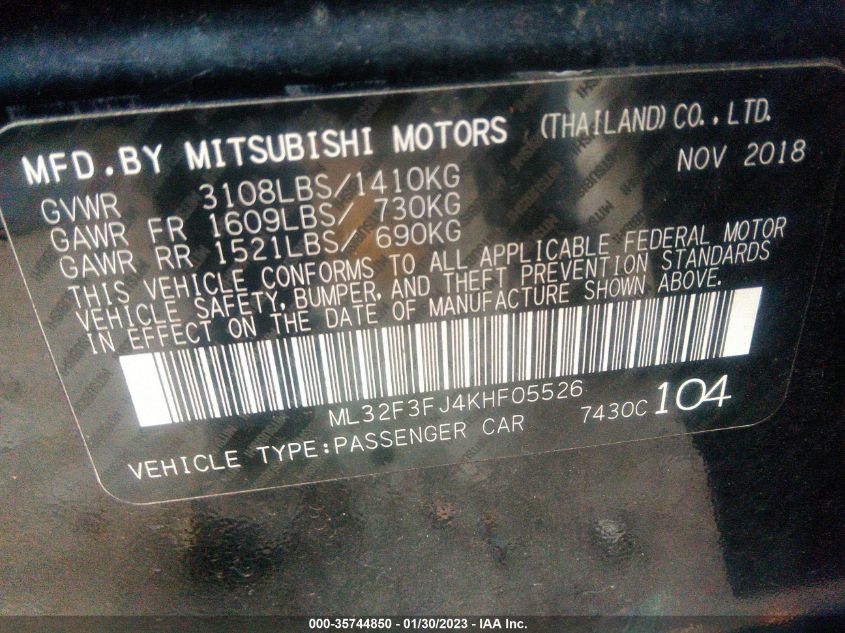 MFD.BY MITSUBISHI MOTORS (THAILAND) CO.,LTD.
NOV 2018
GVWR 3108LBS/1410KG
GAWR FR 1609LBS/ 730KG
GAWR RR 1521LBS/ 690KG
THIS VEHICLE CONFORMS TO ALL APPLICABLE FEDERAL MOTOR
VEHICLE SAFETY, BUMPER, AND THEFT PREVENTION STANDARDS
IN EFFECT ON THE DATE OF MANUFACTURE SHOWN ABOVE.
ML32F3FJ4KHF05526
7430C 104
VEHICLE TYPE:PASSENGER CAR
000-35744850 - 01/30/2023 - IAA Inc.